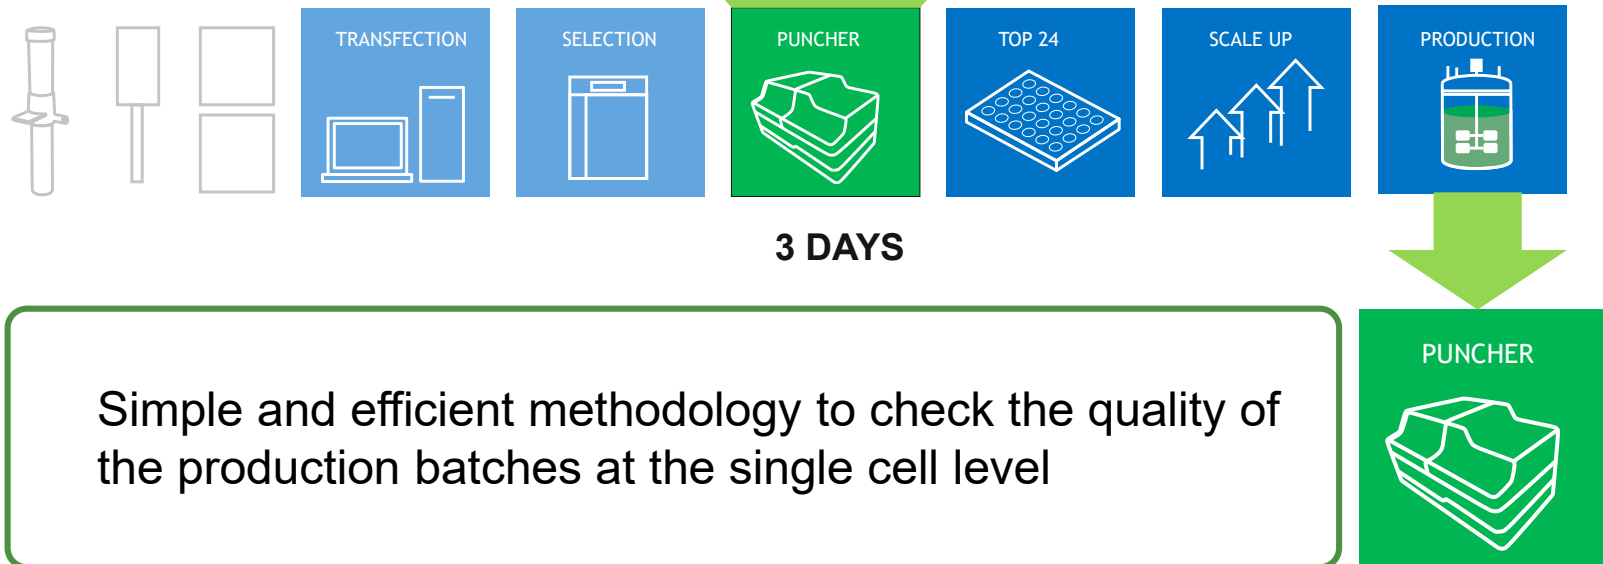 TRANSFECTION
SELECTION
PUNCHER
TOP 24
SCALE UP
PRODUCTION
3 DAYS
PUNCHER
Simple and efficient methodology to check the quality of
the production batches at the single cell level